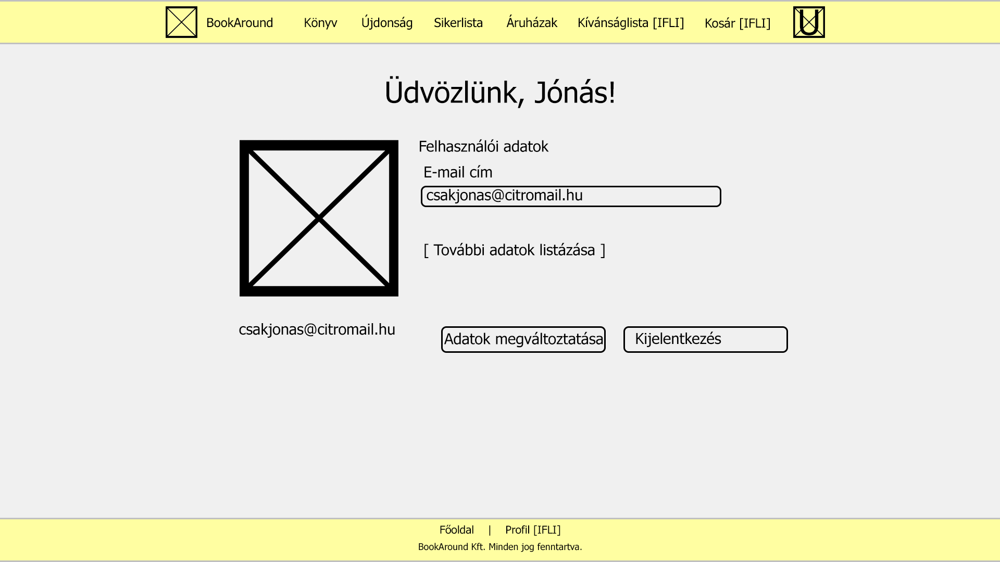 BookAround Könyv Újdonság Sikerlista Áruházak Kívánságlista [IFLI] Kosár [IFLI] U
Üdvözlünk, Jónás!
Felhasználói adatok
E-mail cím
csakjonas@citromail.hu
[ További adatok listázása ]
csakjonas@citromail.hu
Adatok megváltoztatása Kijelentkezés
Főoldal | Profil [IFLI]
BookAround Kft. Minden jog fenntartva.